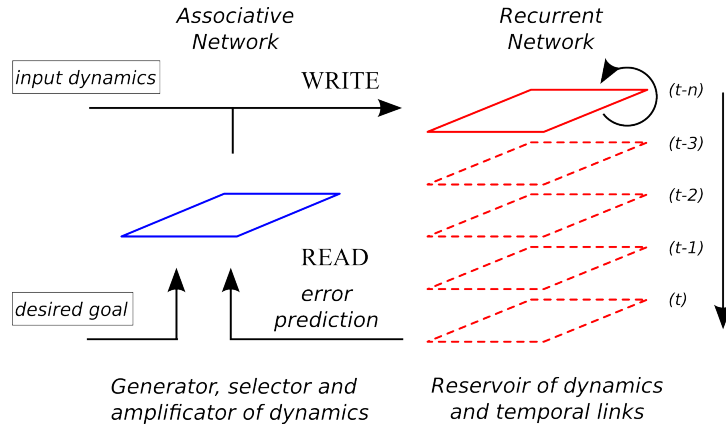 Associative
Network
Recurrent
Network
input dynamics
WRITE
(t-n)
(t-3)
(t-2)
(t-1)
(t)
READ
error
prediction
desired goal
Generator, selector and
amplificator of dynamics
Reservoir of dynamics
and temporal links